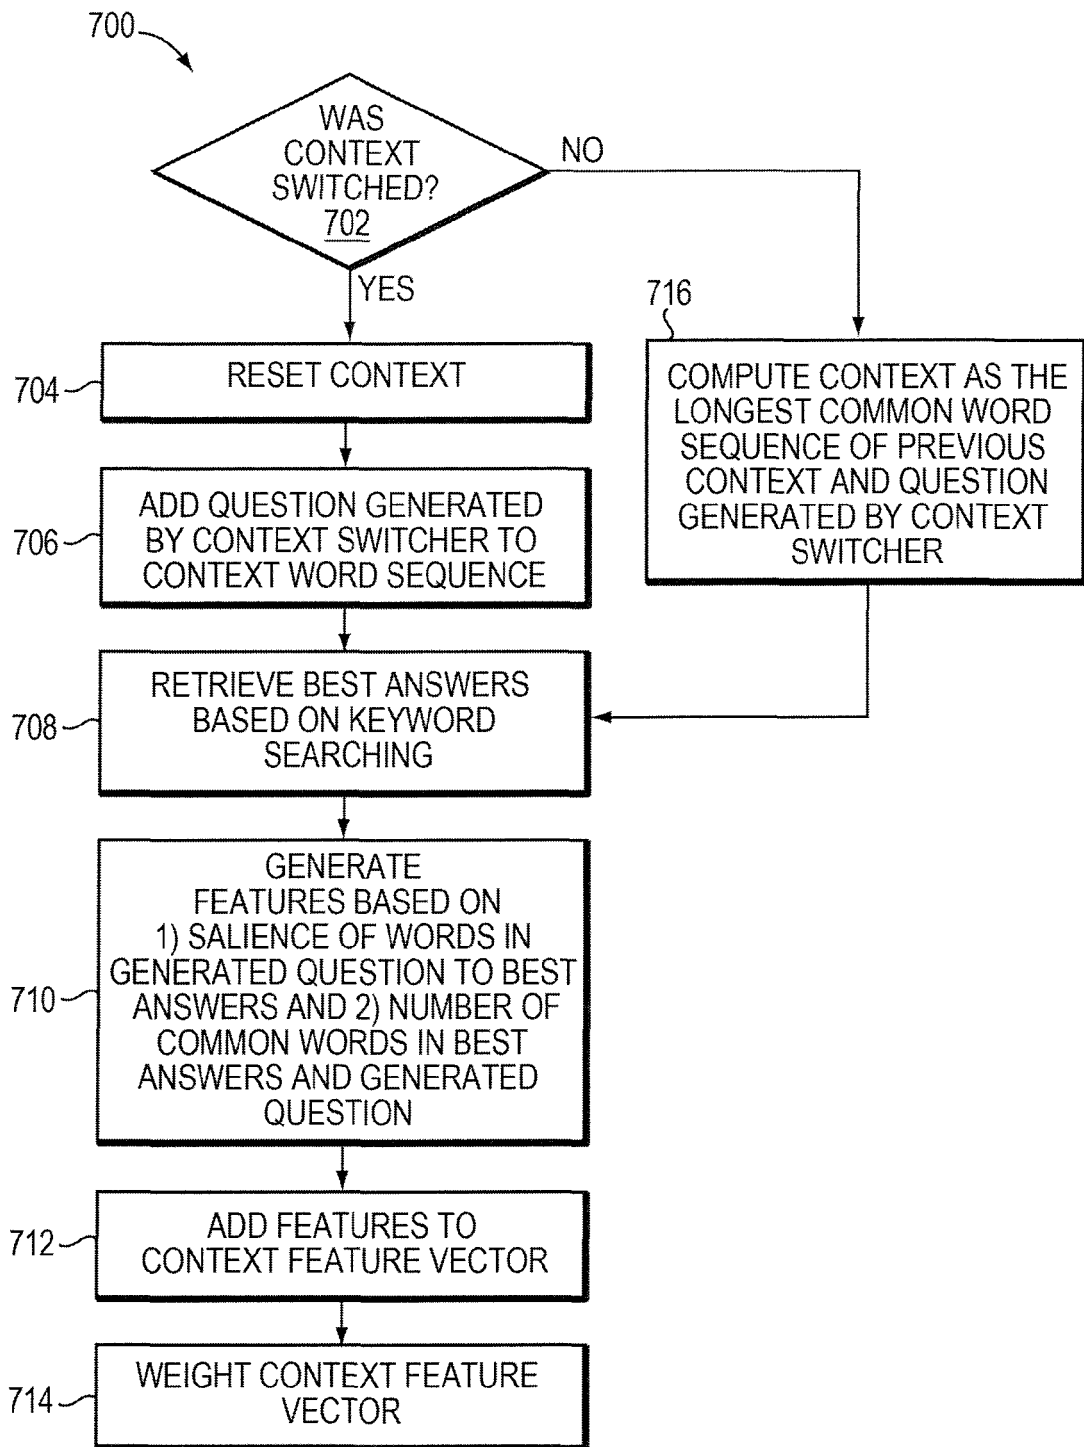 700
WAS
CONTEXT
SWITCHED?
702
NO
YES
716
704
RESET CONTEXT
COMPUTE CONTEXT AS THE
LONGEST COMMON WORD
SEQUENCE OF PREVIOUS
CONTEXT AND QUESTION
GENERATED BY CONTEXT
SWITCHER
706
ADD QUESTION GENERATED
BY CONTEXT SWITCHER TO
CONTEXT WORD SEQUENCE
708
RETRIEVE BEST ANSWERS
BASED ON KEYWORD
SEARCHING
710
GENERATE
FEATURES BASED ON
1) SALIENCE OF WORDS IN
GENERATED QUESTION TO BEST
ANSWERS AND 2) NUMBER OF
COMMON WORDS IN BEST
ANSWERS AND GENERATED
QUESTION
712
ADD FEATURES TO
CONTEXT FEATURE VECTOR
714
WEIGHT CONTEXT FEATURE
VECTOR